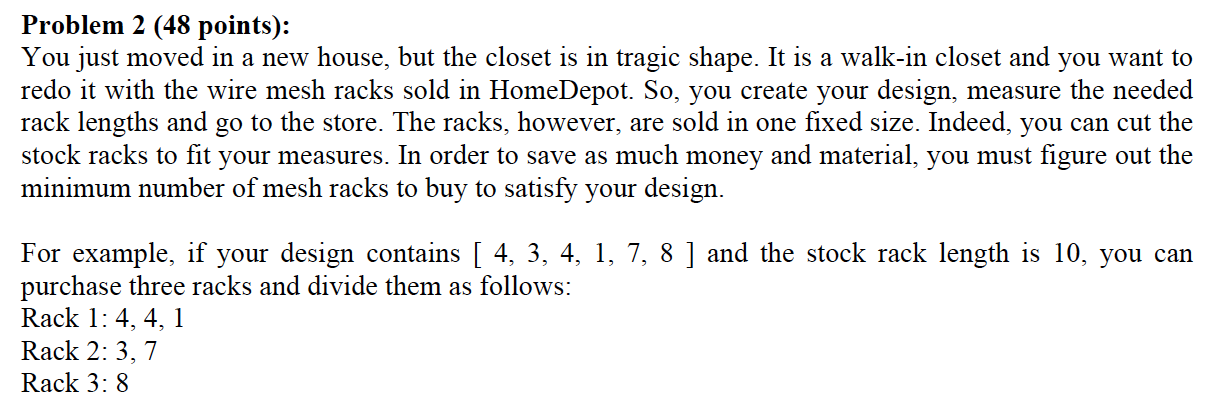 Problem 2 (48 points):
You just moved in a new house, but the closet is in tragic shape. It is a walk-in closet and you want to
redo it with the wire mesh racks sold in HomeDepot. So, you create your design, measure the needed
rack lengths and go to the store. The racks, however, are sold in one fixed size. Indeed, you can cut the
stock racks to fit your measures. In order to save as much money and material, you must figure out the
minimum number of mesh racks to buy to satisfy your design.
For example, if your design contains [ 4, 3, 4, 1, 7, 8 ] and the stock rack length is 10, you can
purchase three racks and divide them as follows:
Rack 1: 4, 4, 1
Rack 2: 3, 7
Rack 3: 8